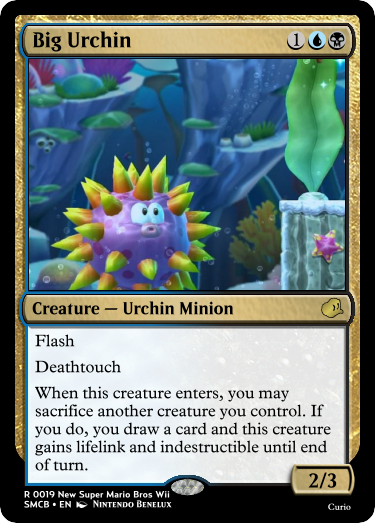 Big Urchin 1
Creature — Urchin Minion
Flash
Deathtouch
When this creature enters, you may
sacrifice another creature you control. If
you do, you draw a card and this creature
gains lifelink and indestructible until end
of turn.
2/3
R 0019 New Super Mario Bros Wii
SMCB • EN Nintendo Benelux
Curio